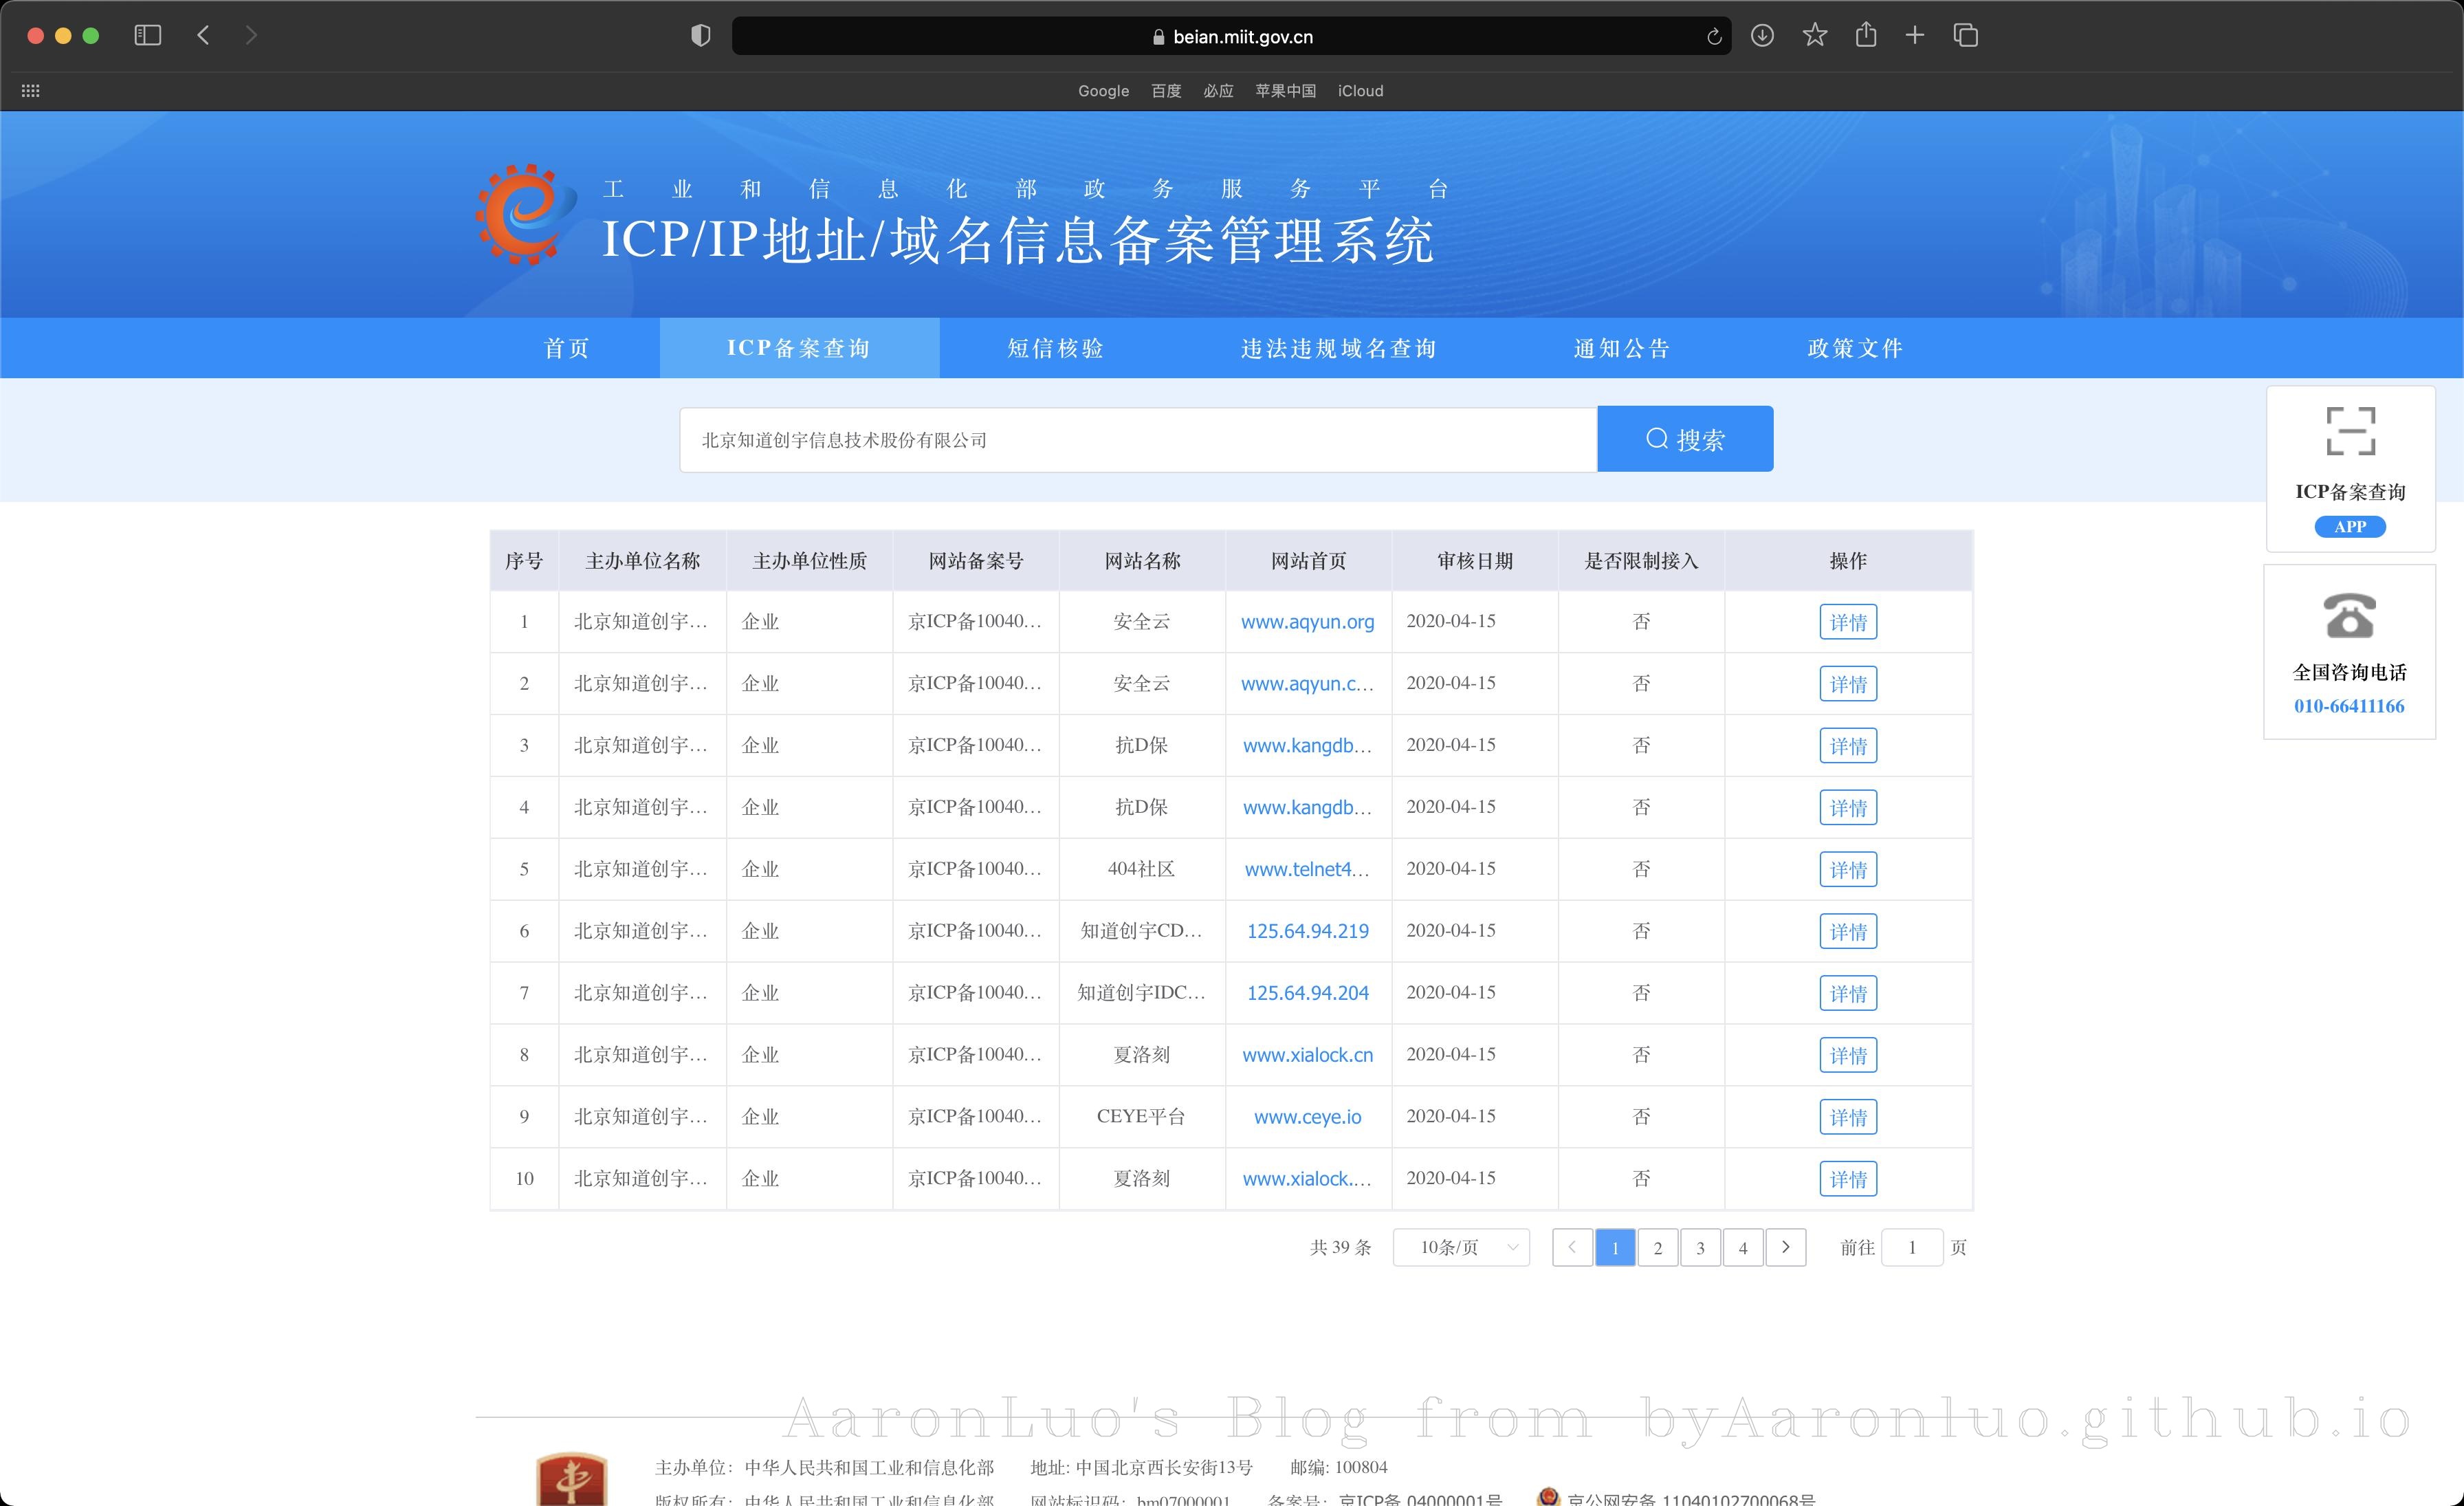 beian.miit.gov.cn
Google 百度 必应 苹果中国 iCloud
工业和信息化部政务服务平台
ICP/IP地址/域名信息备案管理系统
首页 ICP备案查询 短信核验 违法违规域名查询 通知公告 政策文件
北京知道创宇信息技术股份有限公司 搜索
ICP备案查询
APP
全国咨询电话
010-66411166
序号 主办单位名称 主办单位性质 网站备案号 网站名称 网站首页 审核日期 是否限制接入 操作
1 北京知道创宇... 企业 京ICP备10040... 安全云 www.aqyun.org 2020-04-15 否 详情
2 北京知道创宇... 企业 京ICP备10040... 安全云 www.aqyun.c... 2020-04-15 否 详情
3 北京知道创宇... 企业 京ICP备10040... 抗D保 www.kangdb... 2020-04-15 否 详情
4 北京知道创宇... 企业 京ICP备10040... 抗D保 www.kangdb... 2020-04-15 否 详情
5 北京知道创宇... 企业 京ICP备10040... 404社区 www.telnet4... 2020-04-15 否 详情
6 北京知道创宇... 企业 京ICP备10040... 知道创宇CD... 125.64.94.219 2020-04-15 否 详情
7 北京知道创宇... 企业 京ICP备10040... 知道创宇IDC... 125.64.94.204 2020-04-15 否 详情
8 北京知道创宇... 企业 京ICP备10040... 夏洛刻 www.xialock.cn 2020-04-15 否 详情
9 北京知道创宇... 企业 京ICP备10040... CEYE平台 www.ceye.io 2020-04-15 否 详情
10 北京知道创宇... 企业 京ICP备10040... 夏洛刻 www.xialock.... 2020-04-15 否 详情
共 39 条 10条/页 1 2 3 4 前往 1 页
AaronLuo's Blog from byAaronluo.github.io
主办单位：中华人民共和国工业和信息化部 地址: 中国北京西长安街13号 邮编: 100804
版权所有：中华人民共和国工业和信息化部 网站标识码：bm07000001 备案号：京ICP备 04000001号 京公网安备 11040102700068号